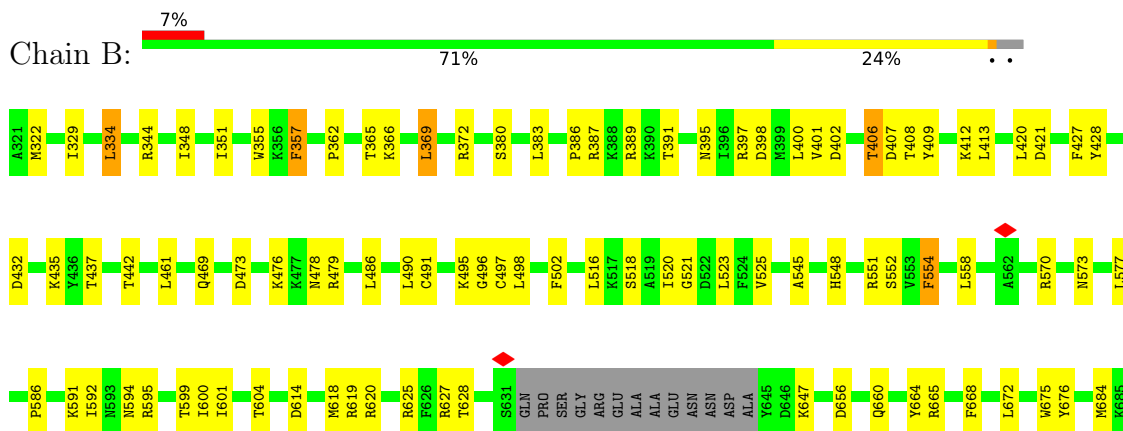 7%
Chain B:
71% 24% • •
A321 M322 I329 L334 R344 I348 I351 W355 K356 F357 P362 T365 K366 L369 R372 S380 L383 P386 R387 K388 R389 K390 T391 N395 I396 R397 D398 M399 L400 V401 D402 T406 D407 T408 Y409 K412 L413 L420 D421 F427 Y428
D432 K435 Y436 T437 T442 L461 Q469 D473 K476 K477 N478 R479 L486 L490 C491 K495 G496 C497 L498 F502 L516 K517 S518 A519 I520 G521 D522 L523 F524 V525 A545 H548 R551 S552 V553 F554 L558 A562 R570 N573 L577
P586 K591 I592 N593 N594 R595 T599 I600 I601 T604 D614 M618 R619 R620 R625 F626 R627 T628 S631 GLN PRO SER GLY ARG GLU ALA ALA GLU ASN ASN ASP ALA Y645 D646 K647 D656 Q660 Y664 R665 F668 L672 W675 Y676 M684 K685